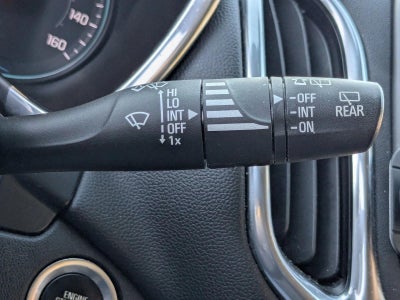 140
160
HI
LO
INT
OFF
1x
-OFF
-INT
-ON
REAR
ENGINE